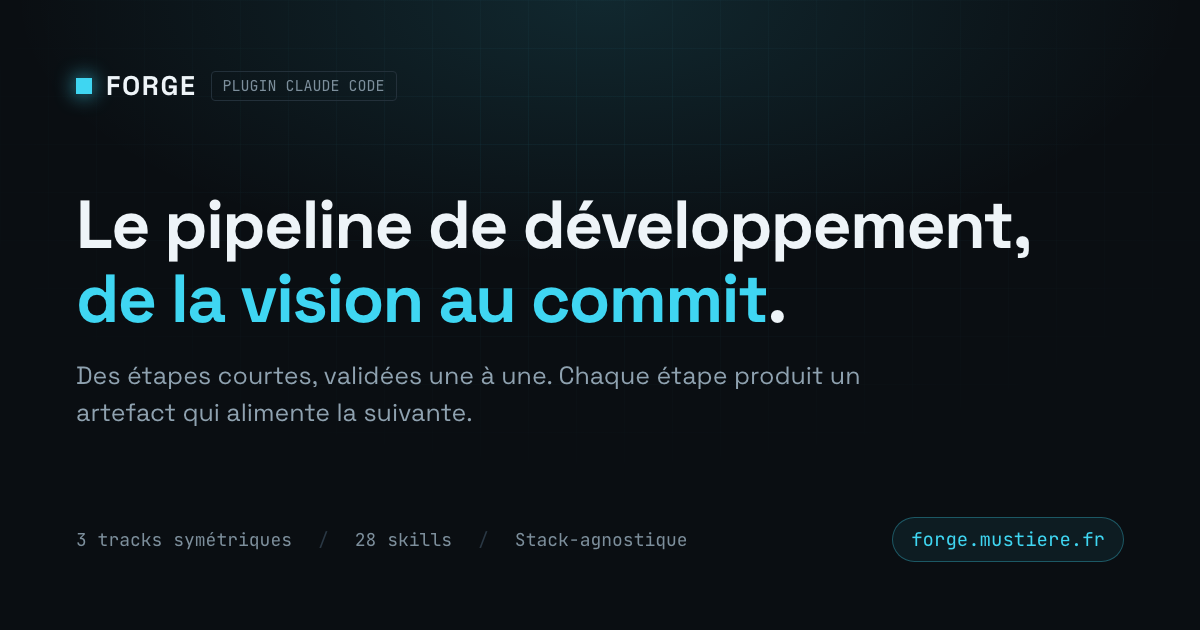 FORGE PLUGIN CLAUDE CODE
Le pipeline de développement,
de la vision au commit.
Des étapes courtes, validées une à une. Chaque étape produit un
artefact qui alimente la suivante.
3 tracks symétriques / 28 skills / Stack-agnostique forge.mustiere.fr